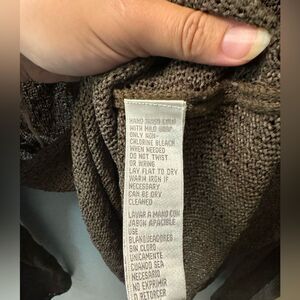 HAND WASH COLD
WITH MILD SOAP
ONLY NON-
CHLORINE BLEACH
WHEN NEEDED
DO NOT TWIST
OR WRING
LAY FLAT TO DRY
WARM IRON IF
NECESSARY
CAN BE DRY
CLEANED
LAVAR A MANO CON
JABON APACIBLE
USE
BLANQUEADORES
SIN CLORO
UNICAMENTE
CUANDO SEA
NECESARIO
NO EXPRIMIR
O RETORCER